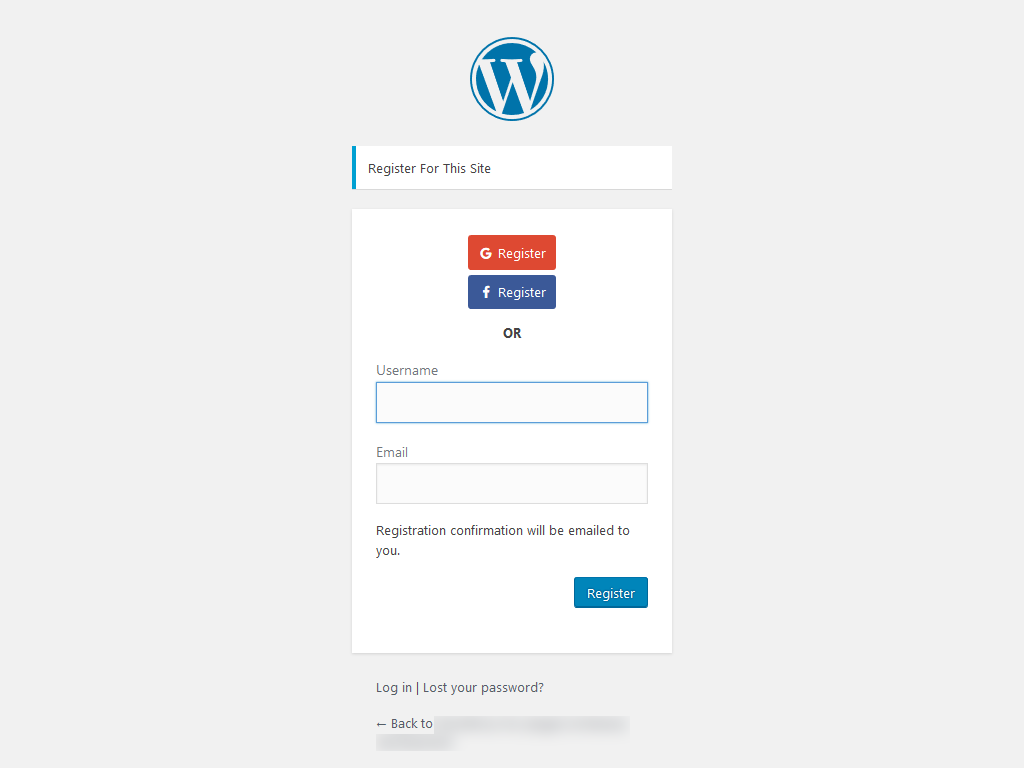 Register For This Site
Register
Register
OR
Username
Email
Registration confirmation will be emailed to
you.
Register
Log in | Lost your password?
← Back to